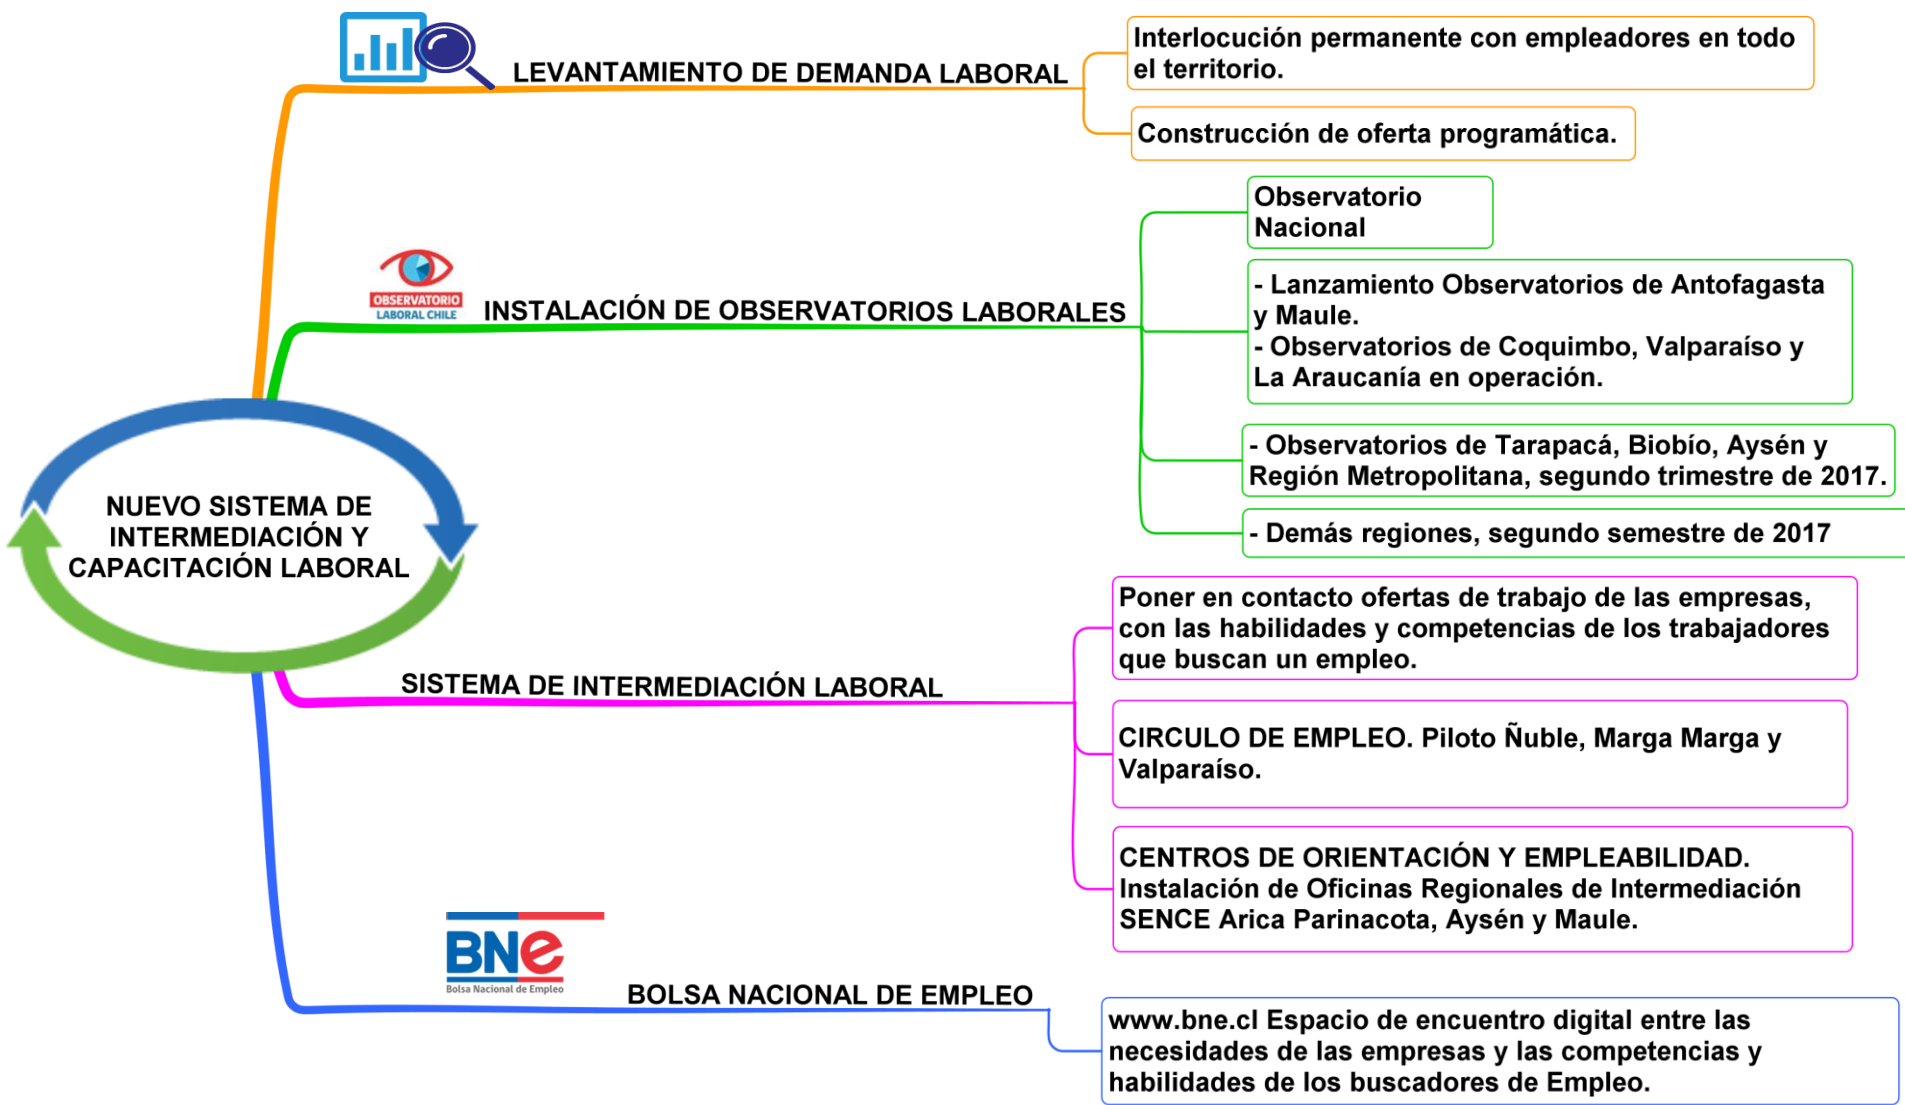 LEVANTAMIENTO DE DEMANDA LABORAL
Interlocución permanente con empleadores en todo
el territorio.
Construcción de oferta programática.
OBSERVATORIO
LABORAL CHILE
INSTALACIÓN DE OBSERVATORIOS LABORALES
Observatorio
Nacional
- Lanzamiento Observatorios de Antofagasta
y Maule.
- Observatorios de Coquimbo, Valparaíso y
La Araucanía en operación.
- Observatorios de Tarapacá, Biobío, Aysén y
Región Metropolitana, segundo trimestre de 2017.
- Demás regiones, segundo semestre de 2017
NUEVO SISTEMA DE
INTERMEDIACIÓN Y
CAPACITACIÓN LABORAL
SISTEMA DE INTERMEDIACIÓN LABORAL
Poner en contacto ofertas de trabajo de las empresas,
con las habilidades y competencias de los trabajadores
que buscan un empleo.
CIRCULO DE EMPLEO. Piloto Ñuble, Marga Marga y
Valparaíso.
CENTROS DE ORIENTACIÓN Y EMPLEABILIDAD.
Instalación de Oficinas Regionales de Intermediación
SENCE Arica Parinacota, Aysén y Maule.
BNe
Bolsa Nacional de Empleo
BOLSA NACIONAL DE EMPLEO
www.bne.cl Espacio de encuentro digital entre las
necesidades de las empresas y las competencias y
habilidades de los buscadores de Empleo.